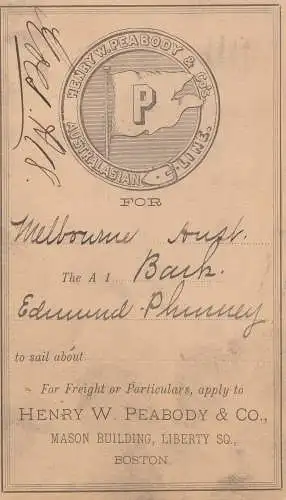 HENRY W. PEABODY & Co's
P
AUSTRALASIAN LINE.
FOR
Melbourne Aust.
The A 1 Bark.
Edmund Phinney
to sail about
For Freight or Particulars, apply to
HENRY W. PEABODY & CO.,
MASON BUILDING, LIBERTY SQ.,
BOSTON.